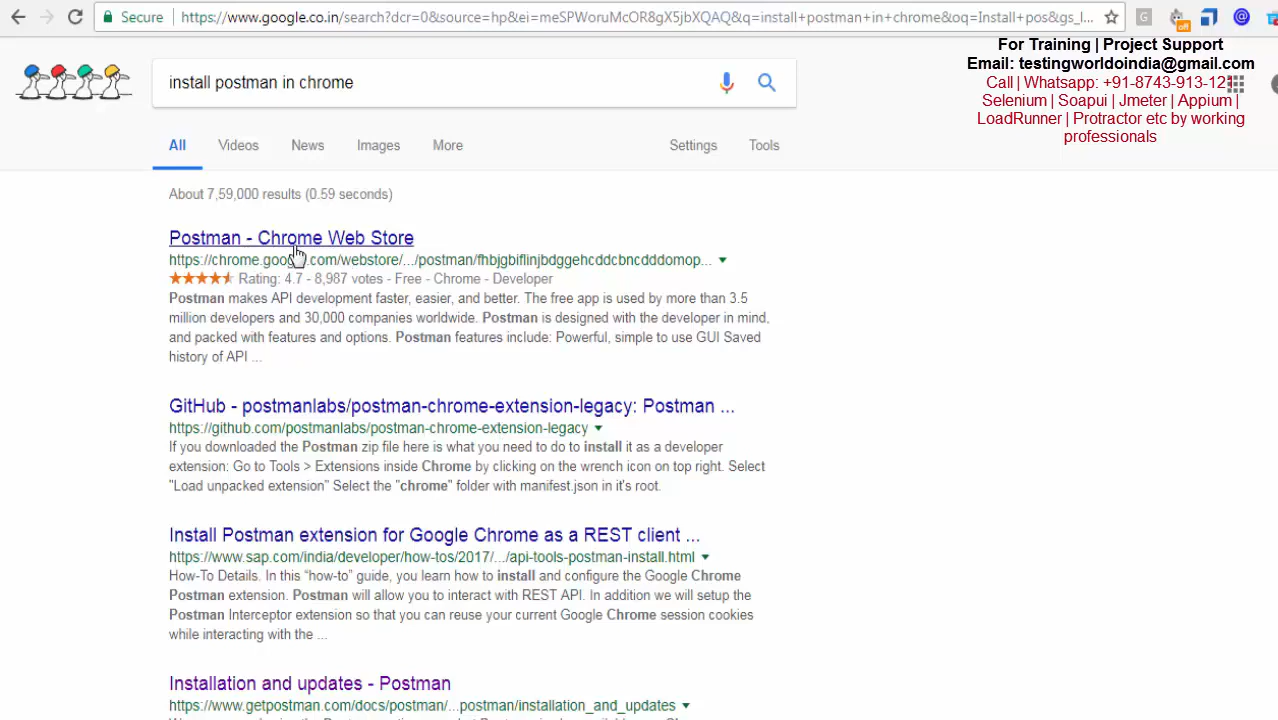 Secure
https://www.google.co.in/search?dcr=0&source=hp&ei=meSPWoruMcOR8gX5jbXQAQ&q=install+postman+in+chrome&oq=Install+pos&gs_l...
G
off
@
For Training | Project Support
Email: testingworldoindia@gmail.com
Call | Whatsapp: +91-8743-913-121
Selenium | Soapui | Jmeter | Appium |
LoadRunner | Protractor etc by working
professionals
install postman in chrome
All
Videos
News
Images
More
Settings
Tools
About 7,59,000 results (0.59 seconds)
Postman - Chrome Web Store
https://chrome.google.com/webstore/.../postman/fhbjgbiflinjbdggehcddcbncdddomop...
Rating: 4.7 - 8,987 votes - Free - Chrome - Developer
Postman makes API development faster, easier, and better. The free app is used by more than 3.5
million developers and 30,000 companies worldwide. Postman is designed with the developer in mind,
and packed with features and options. Postman features include: Powerful, simple to use GUI Saved
history of API ...
GitHub - postmanlabs/postman-chrome-extension-legacy: Postman ...
https://github.com/postmanlabs/postman-chrome-extension-legacy
If you downloaded the Postman zip file here is what you need to do to install it as a developer
extension: Go to Tools > Extensions inside Chrome by clicking on the wrench icon on top right. Select
"Load unpacked extension" Select the "chrome" folder with manifest.json in it's root.
Install Postman extension for Google Chrome as a REST client ...
https://www.sap.com/india/developer/how-tos/2017/.../api-tools-postman-install.html
How-To Details. In this “how-to” guide, you learn how to install and configure the Google Chrome
Postman extension. Postman will allow you to interact with REST API. In addition we will setup the
Postman Interceptor extension so that you can reuse your current Google Chrome session cookies
while interacting with the ...
Installation and updates - Postman
https://www.getpostman.com/docs/postman/...postman/installation_and_updates